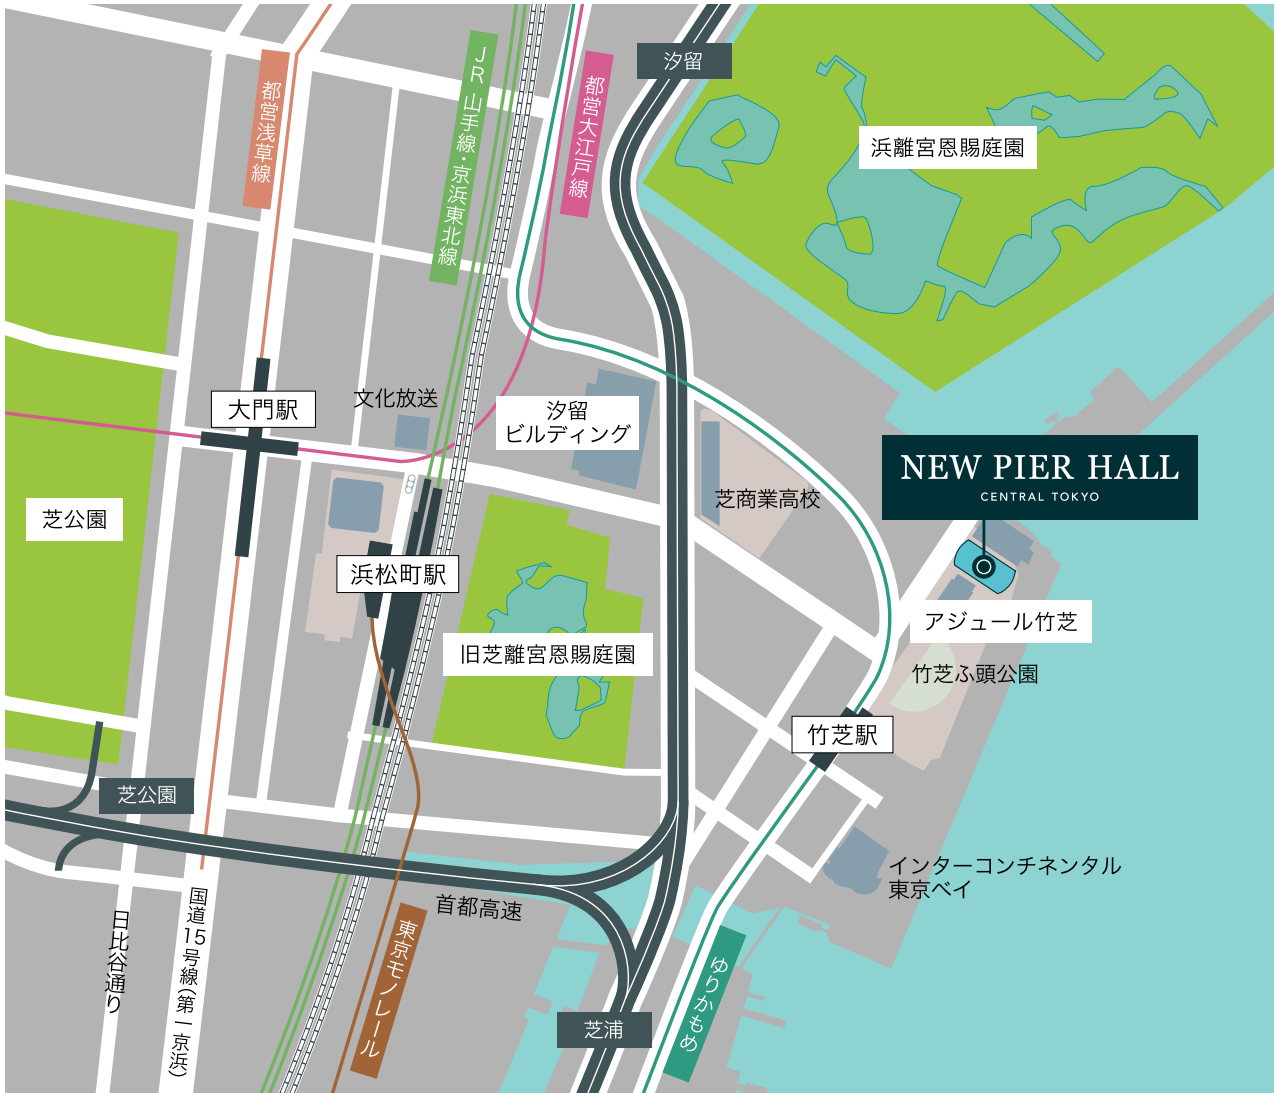 汐留
都営浅草線
JR 山手線・京浜東北線
都営大江戸線
浜離宮恩賜庭園
大門駅
文化放送
汐留
ビルディング
NEW PIER HALL
CENTRAL TOKYO
芝商業高校
芝公園
浜松町駅
アジュール竹芝
旧芝離宮恩賜庭園
竹芝ふ頭公園
竹芝駅
芝公園
インターコンチネンタル
東京ベイ
首都高速
日比谷通り
国道15号線(第一京浜)
東京モノレール
ゆりかもめ
芝浦